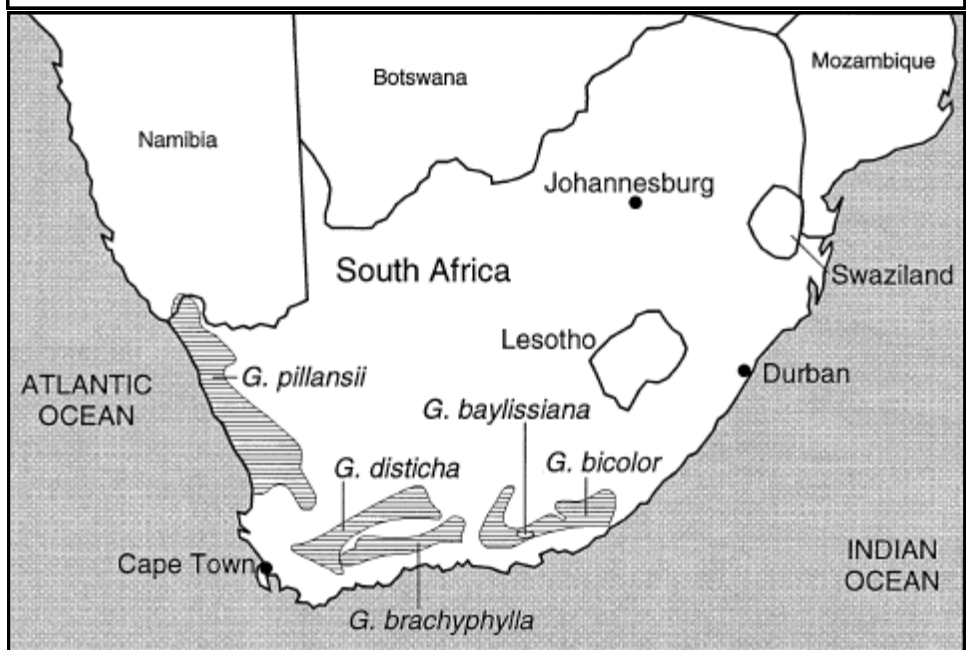 Mozambique
Botswana
Namibia
Johannesburg
South Africa
Swaziland
Lesotho
Durban
ATLANTIC
OCEAN
G. pillansii
G. baylissiana
G. disticha
G. bicolor
INDIAN
OCEAN
Cape Town
G. brachyphylla